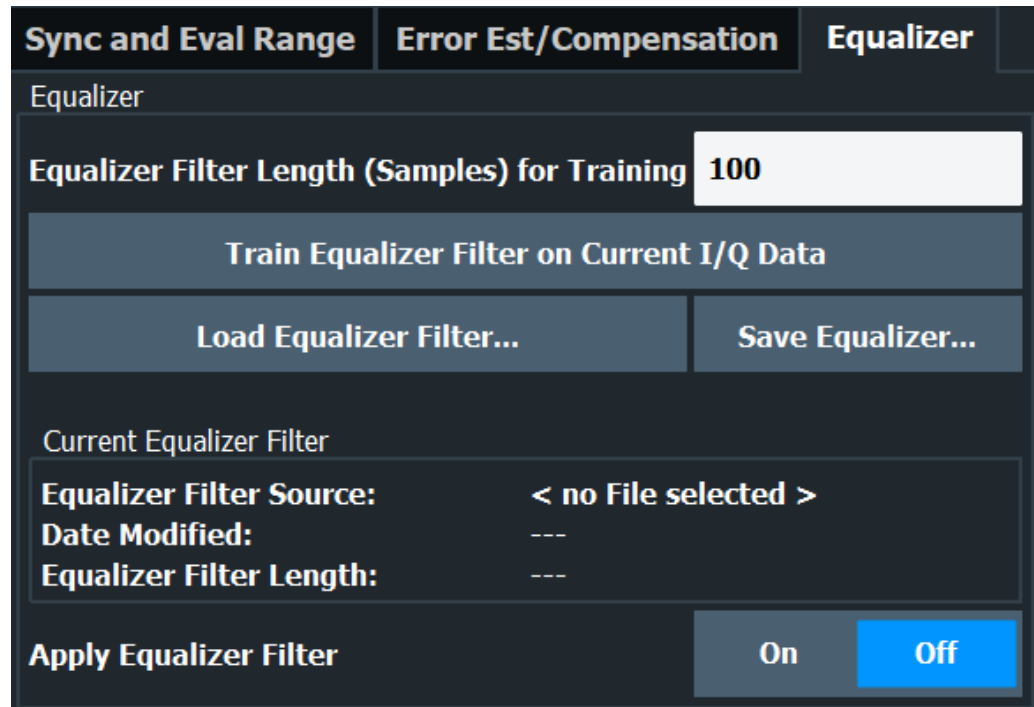 Sync and Eval Range Error Est/Compensation Equalizer
Equalizer
Equalizer Filter Length (Samples) for Training 100
Train Equalizer Filter on Current I/Q Data
Load Equalizer Filter... Save Equalizer...
Current Equalizer Filter
Equalizer Filter Source: < no File selected >
Date Modified: ---
Equalizer Filter Length: ---
Apply Equalizer Filter On Off